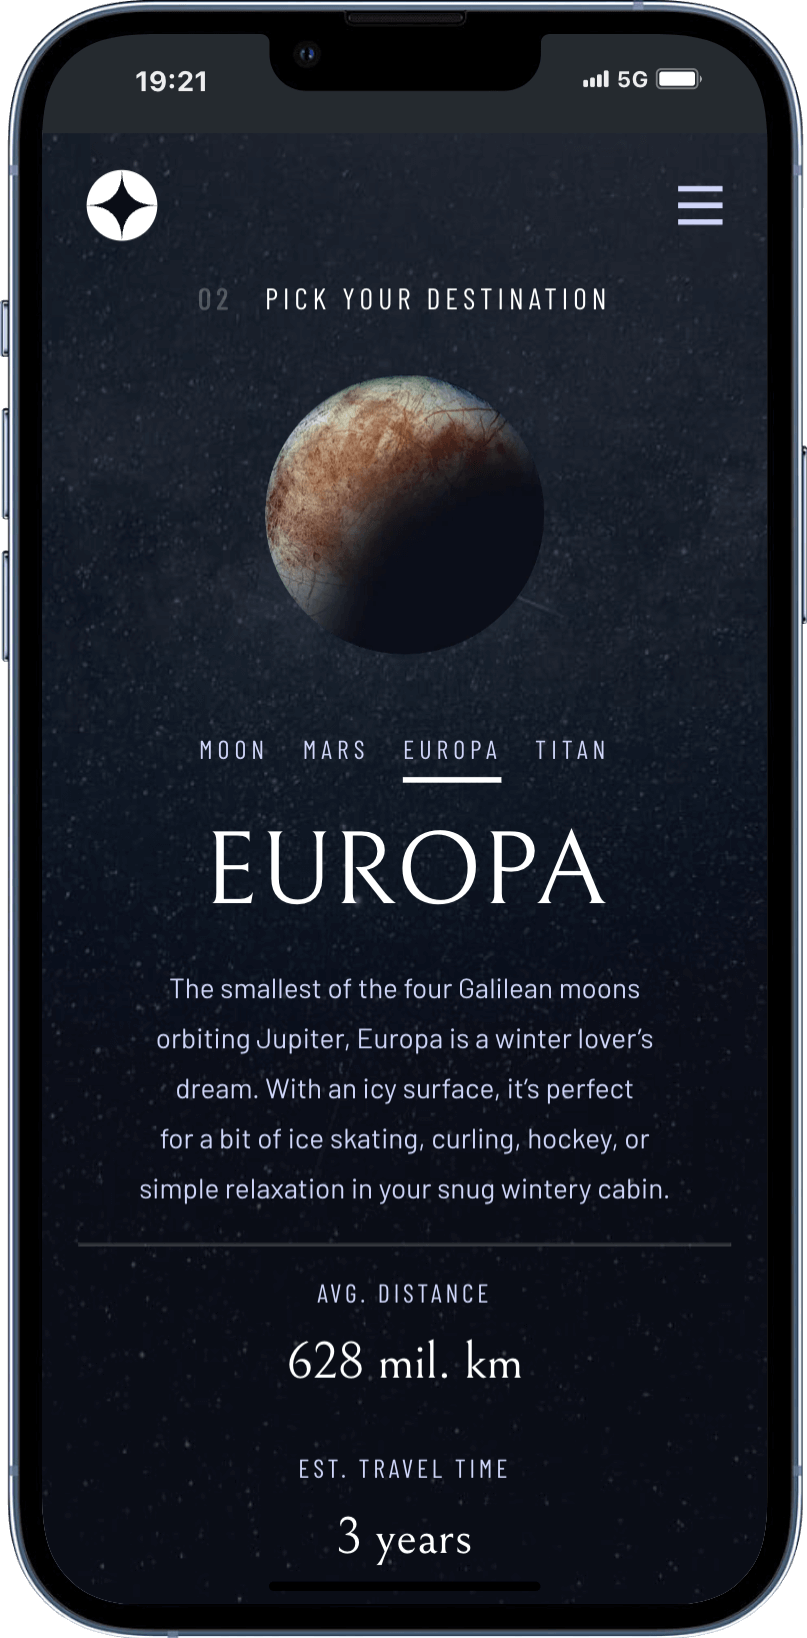 19:21
5G
02 PICK YOUR DESTINATION
MOON MARS EUROPA TITAN
EUROPA
The smallest of the four Galilean moons
orbiting Jupiter, Europa is a winter lover’s
dream. With an icy surface, it’s perfect
for a bit of ice skating, curling, hockey, or
simple relaxation in your snug wintery cabin.
AVG. DISTANCE
628 mil. km
EST. TRAVEL TIME
3 years